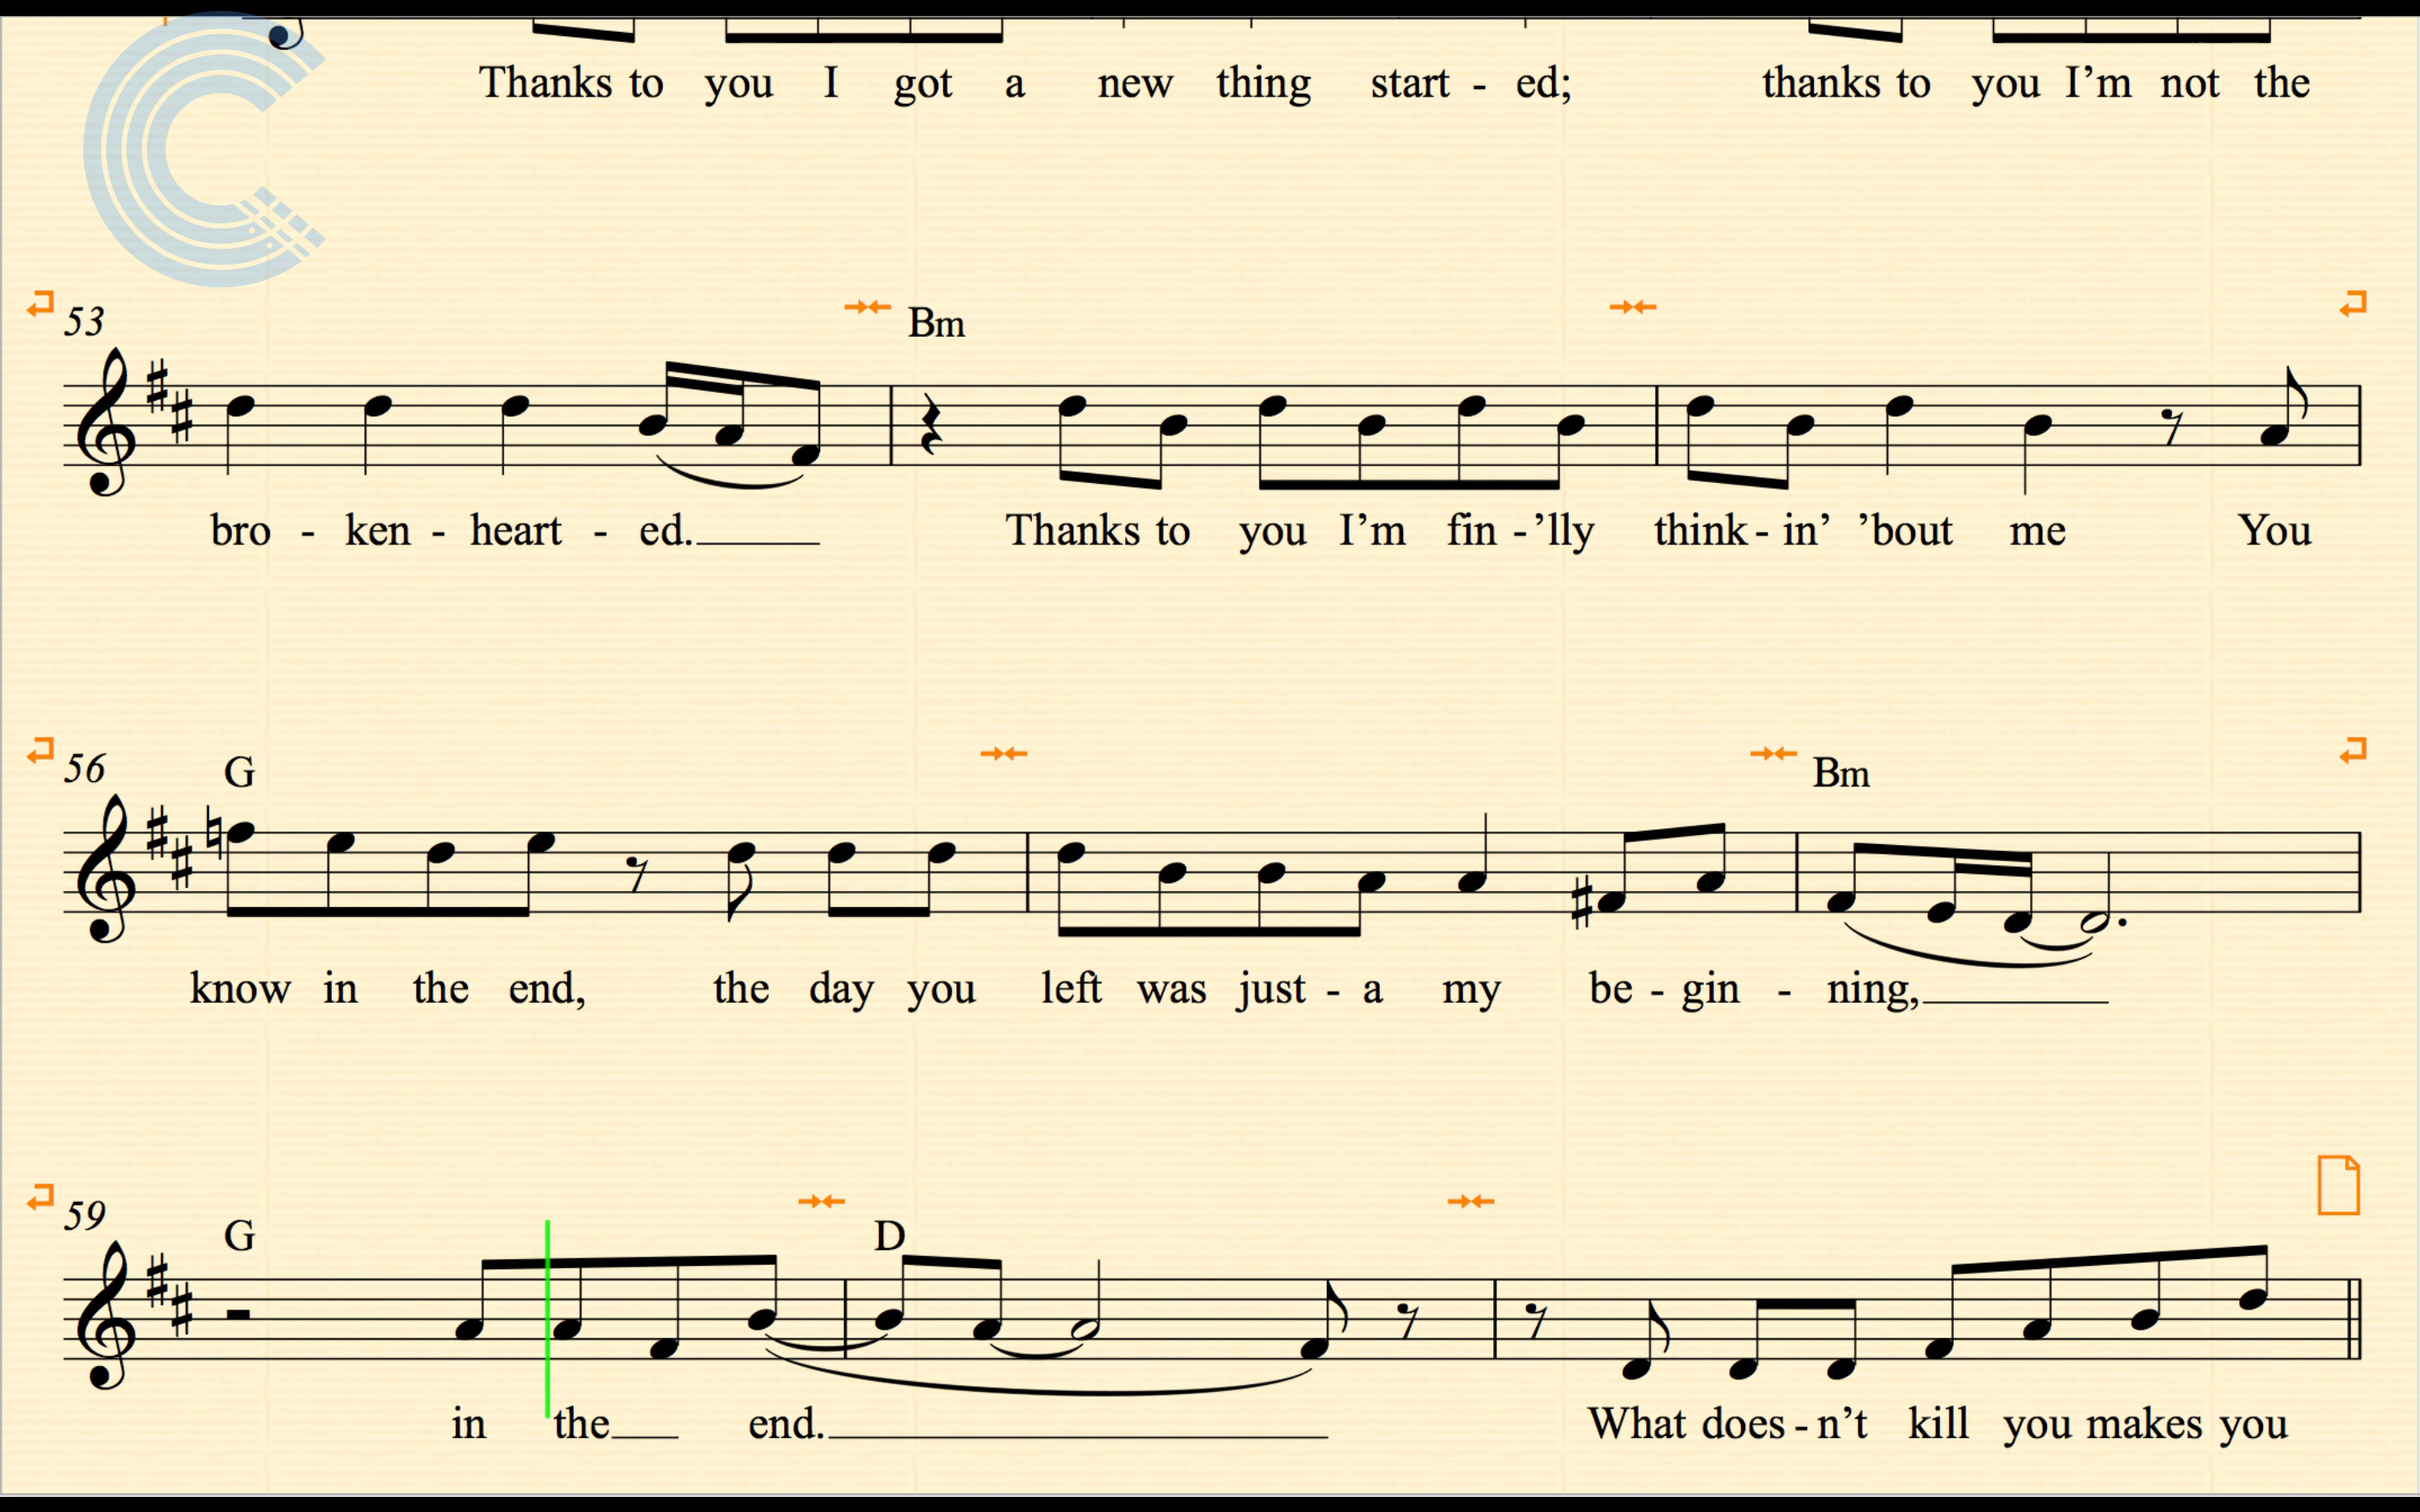 Thanks to you I got a new thing start - ed; thanks to you I’m not the
53 Bm
bro - ken - heart - ed. Thanks to you I’m fin -’lly think - in’ ’bout me You
56 G Bm
know in the end, the day you left was just - a my be - gin - ning,
59 G D
in the end. What does - n’t kill you makes you